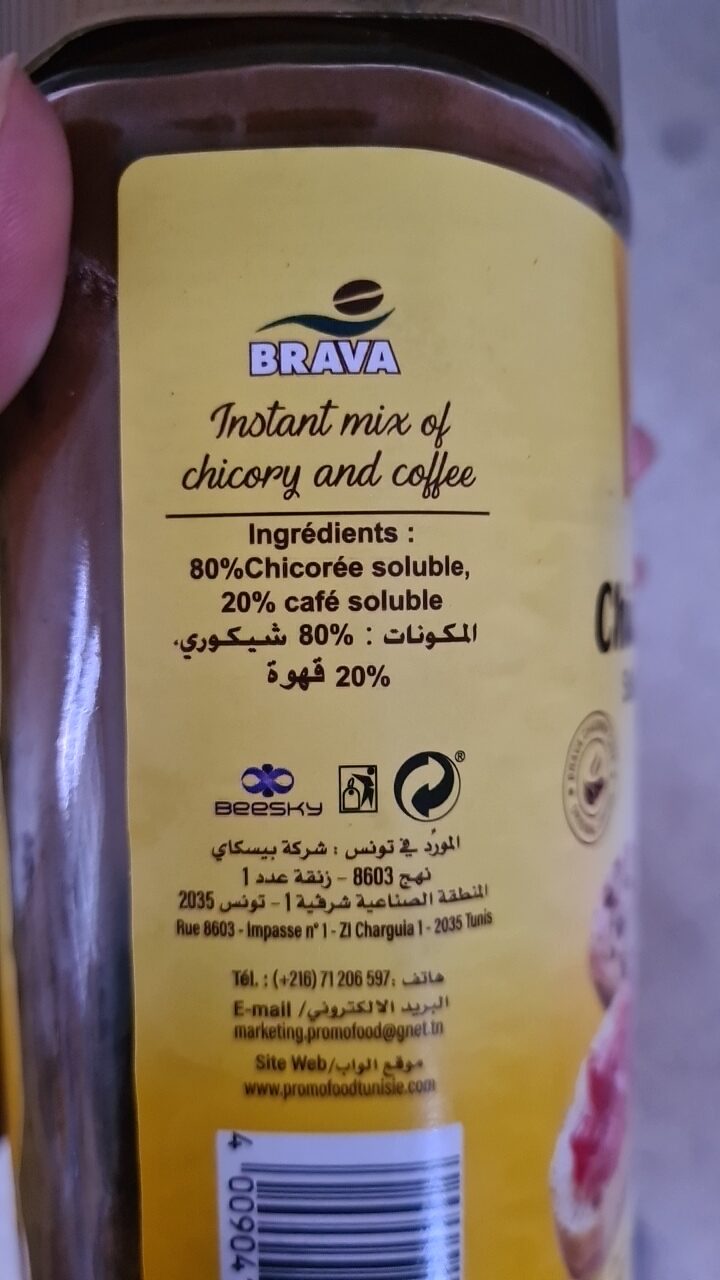 BRAVA
Instant mix of
chicory and coffee
Ingrédients :
80%Chicorée soluble,
20% café soluble
المكونات : 80% شيكوري،
20% قهوة
BEESKY
®
المورّد في تونس : شركة بيسكاي
نهج 8603 - زنقة عدد 1
المنطقة الصناعية شرقية 1 - تونس 2035
Rue 8603 - Impasse n° 1 - ZI Charguia 1 - 2035 Tunis
Tél. : (+216) 71 206 597 : هاتف
E-mail / البريد الالكتروني
marketing.promofood@gnet.tn
Site Web/ موقع الواب
www.promofoodtunisie.com
4 00904